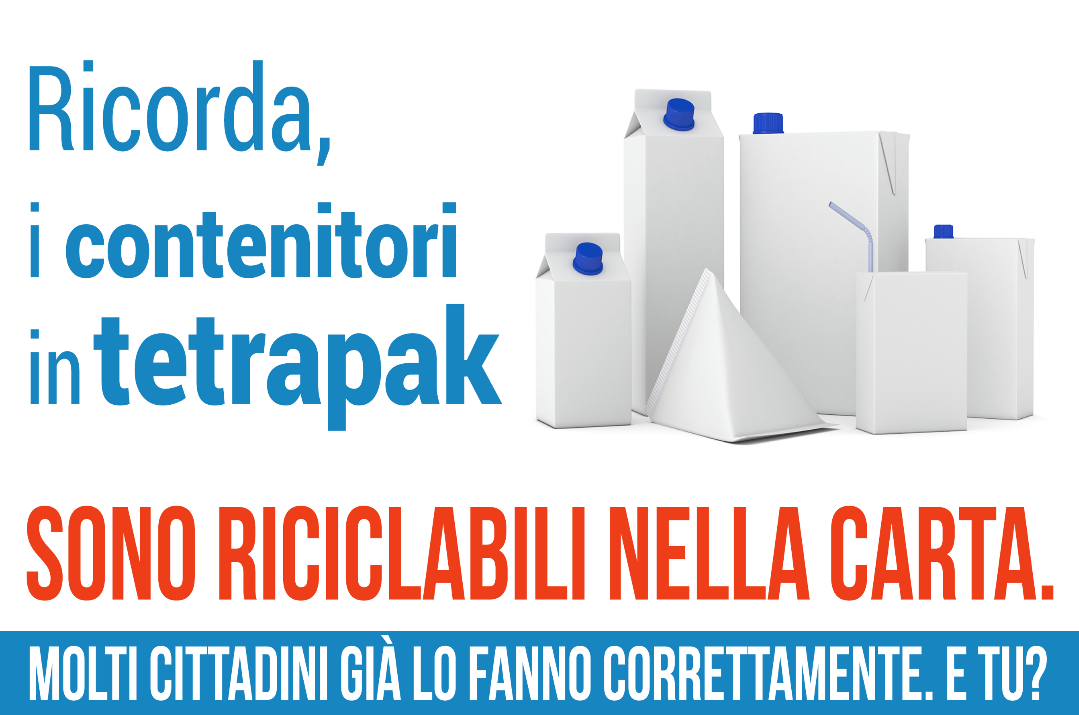 Ricorda,
i contenitori
in tetrapak
SONO RICICLABILI NELLA CARTA.
MOLTI CITTADINI GIÀ LO FANNO CORRETTAMENTE. E TU?